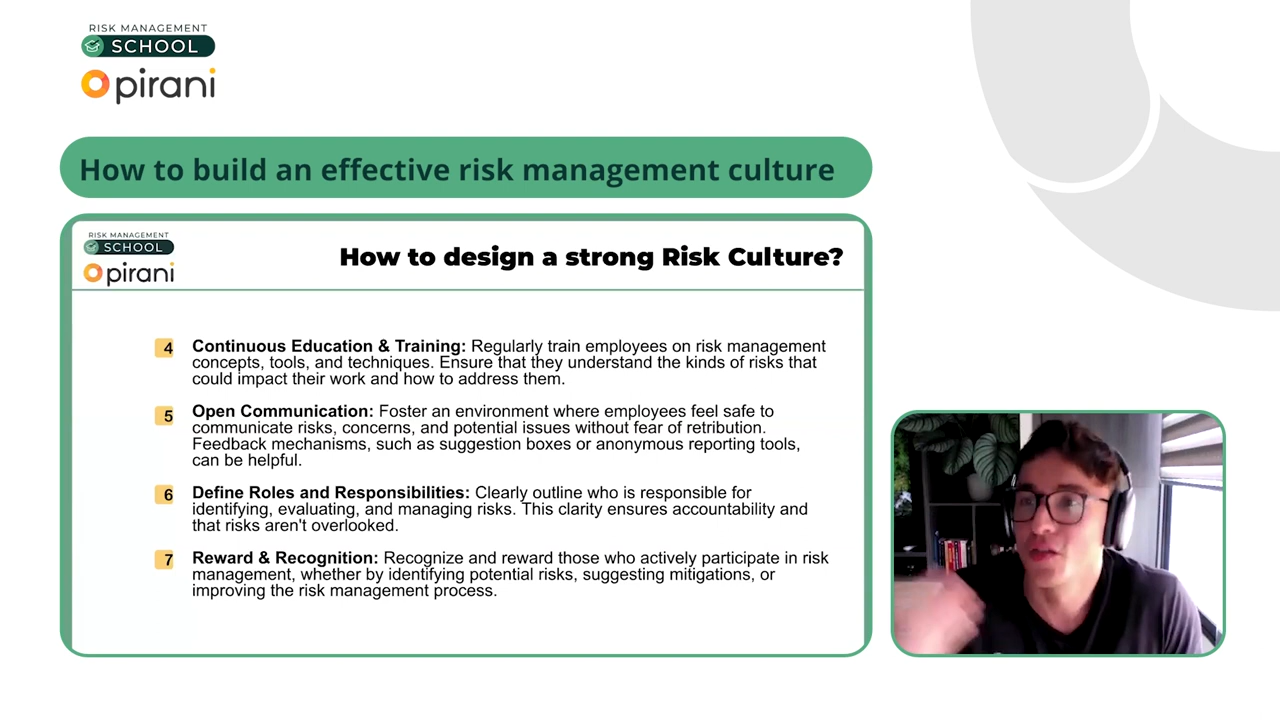 RISK MANAGEMENT
SCHOOL
pirani
How to build an effective risk management culture
RISK MANAGEMENT
SCHOOL
pirani
How to design a strong Risk Culture?
4 Continuous Education & Training: Regularly train employees on risk management
concepts, tools, and techniques. Ensure that they understand the kinds of risks that
could impact their work and how to address them.
5 Open Communication: Foster an environment where employees feel safe to
communicate risks, concerns, and potential issues without fear of retribution.
Feedback mechanisms, such as suggestion boxes or anonymous reporting tools,
can be helpful.
6 Define Roles and Responsibilities: Clearly outline who is responsible for
identifying, evaluating, and managing risks. This clarity ensures accountability and
that risks aren't overlooked.
7 Reward & Recognition: Recognize and reward those who actively participate in risk
management, whether by identifying potential risks, suggesting mitigations, or
improving the risk management process.